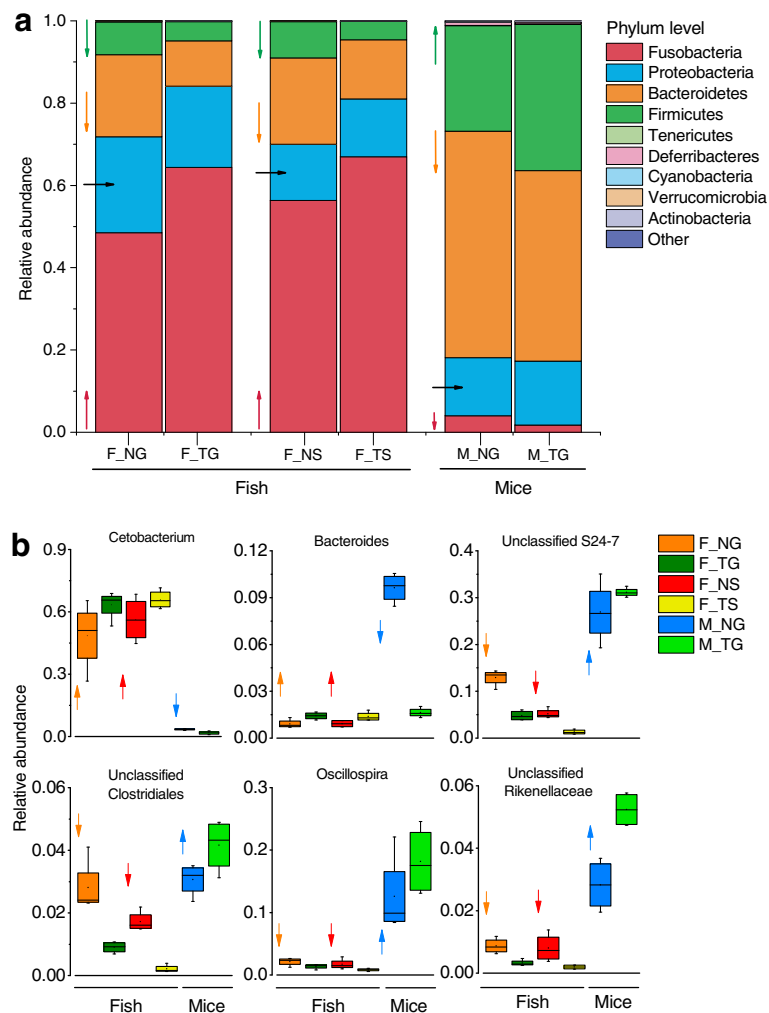 a
Relative abundance
1.0
0.8
0.6
0.4
0.2
0.0
F_NG
F_TG
F_NS
F_TS
M_NG
M_TG
Fish
Mice
Phylum level
Fusobacteria
Proteobacteria
Bacteroidetes
Firmicutes
Tenericutes
Deferribacteres
Cyanobacteria
Verrucomicrobia
Actinobacteria
Other
b
Relative abundance
Cetobacterium
0.9
0.6
0.3
0.0
Bacteroides
0.12
0.09
0.06
0.03
0.00
Unclassified S24-7
0.4
0.3
0.2
0.1
0.0
F_NG
F_TG
F_NS
F_TS
M_NG
M_TG
Unclassified
Clostridiales
0.06
0.04
0.02
0.00
Fish
Mice
Oscillospira
0.3
0.2
0.1
0.0
Fish
Mice
Unclassified
Rikenellaceae
0.06
0.04
0.02
0.00
Fish
Mice